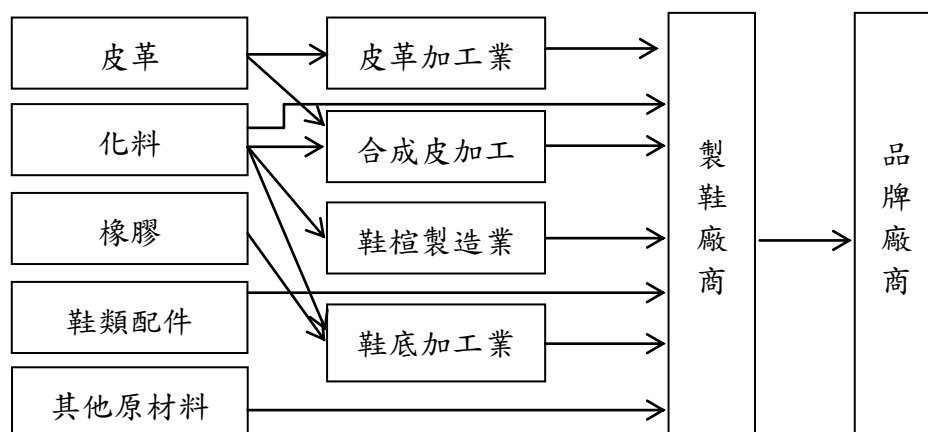 皮革
化料
橡膠
鞋類配件
其他原材料
皮革加工業
合成皮加工
鞋楦製造業
鞋底加工業
製鞋廠商
品牌廠商